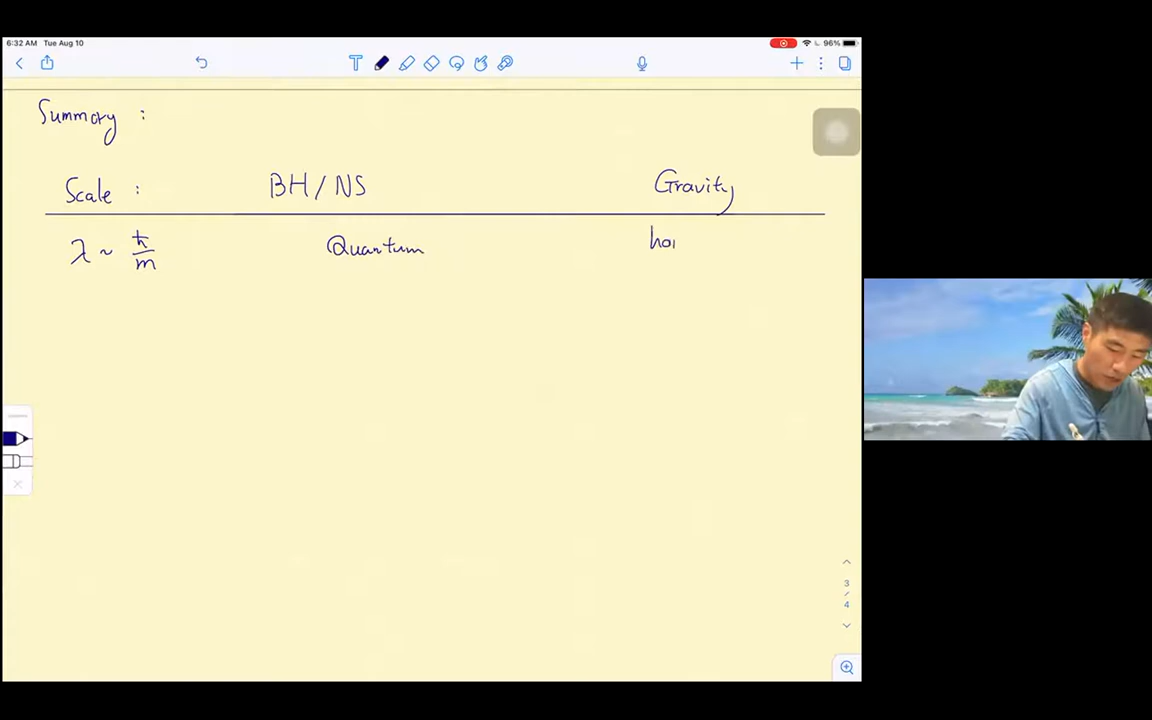 6:32 AM Tue Aug 10
96%
Summary :
Scale : BH / NS Gravity
λ ~ ħ/m Quantum
3
/
4